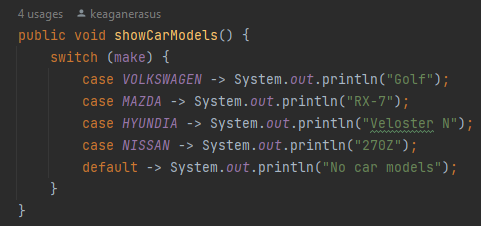 4 usages keaganerasus
public void showCarModels() {
switch (make) {
case VOLKSWAGEN -> System.out.println("Golf");
case MAZDA -> System.out.println("RX-7");
case HYUNDIA -> System.out.println("Veloster N");
case NISSAN -> System.out.println("270Z");
default -> System.out.println("No car models");
}
}